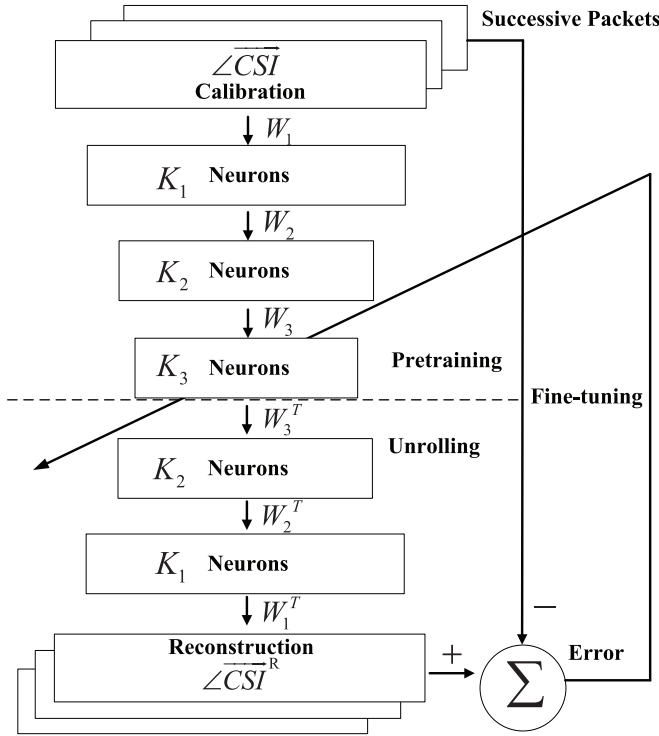 Successive Packets
∠CSI
Calibration
W₁
K₁ Neurons
W₂
K₂ Neurons
W₃
K₃ Neurons
Pretraining
Fine-tuning
W₃ᵀ
Unrolling
K₂ Neurons
W₂ᵀ
K₁ Neurons
W₁ᵀ
−
Reconstruction
∠CSIᴿ
+
Σ
Error